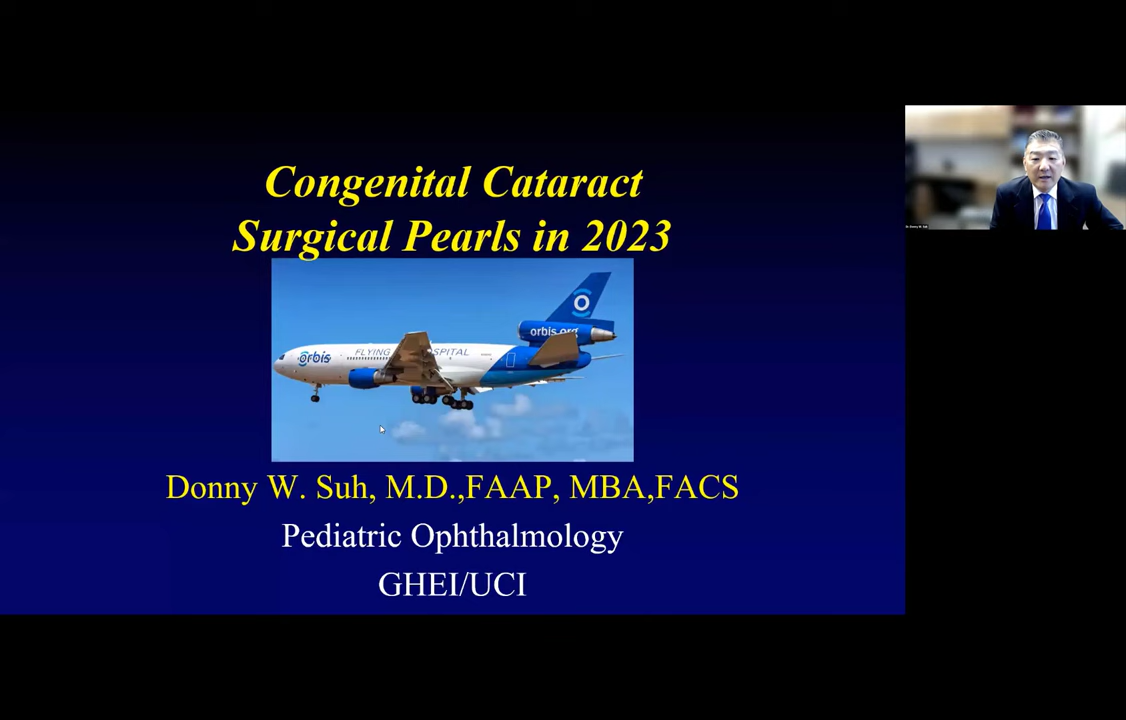 Congenital Cataract
Surgical Pearls in 2023
orbis.org
orbis
FLYING HOSPITAL
Donny W. Suh, M.D.,FAAP, MBA,FACS
Pediatric Ophthalmology
GHEI/UCI